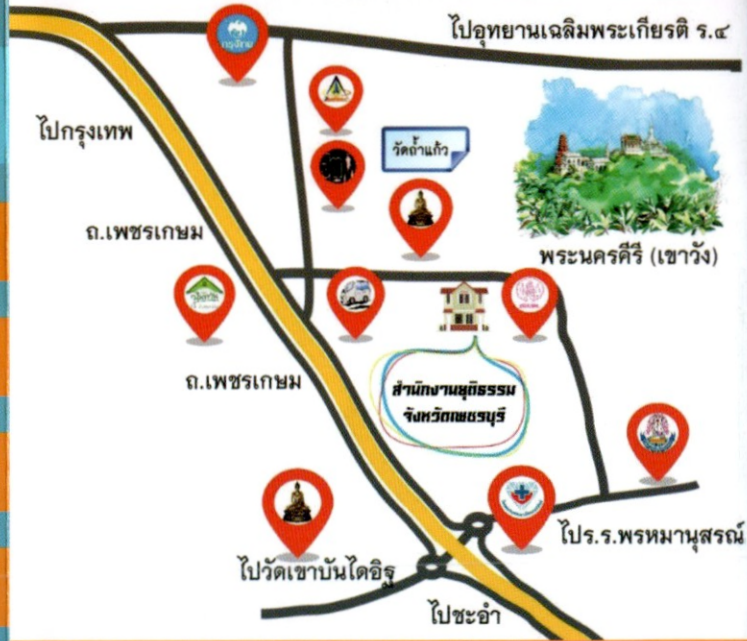 ไปอุทยานเฉลิมพระเกียรติ ร.๔
กรุงไทย
ไปกรุงเทพ
วัดถ้ำแก้ว
ถ.เพชรเกษม
พระนครคีรี (เขาวัง)
ถ.เพชรเกษม
สำนักงานยุติธรรม
จังหวัดเพชรบุรี
ไปร.ร.พรหมานุสรณ์
ไปวัดเขาบันไดอิฐ
ไปชะอำ